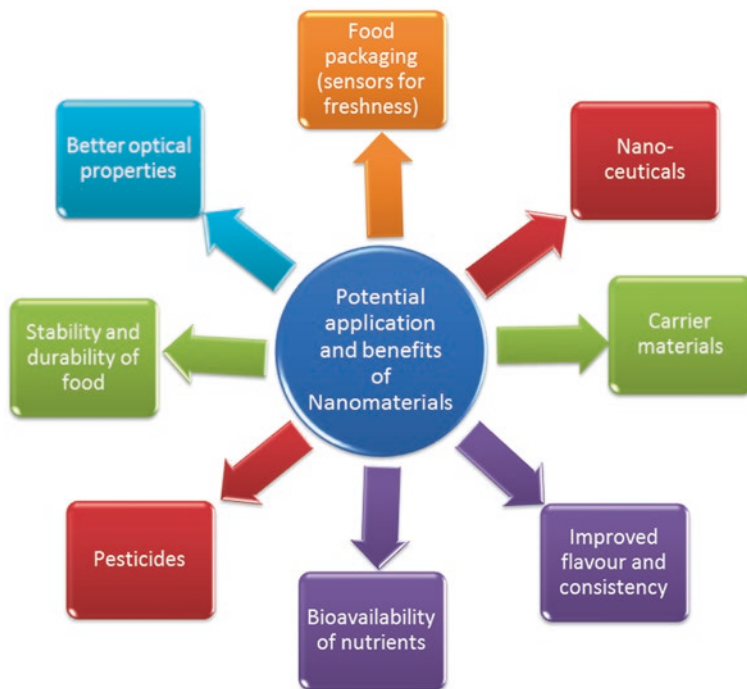 Food
packaging
(sensors for
freshness)
Better optical
properties
Nano-
ceuticals
Potential
application
and benefits
of
Nanomaterials
Stability and
durability of
food
Carrier
materials
Pesticides
Improved
flavour and
consistency
Bioavailability
of nutrients